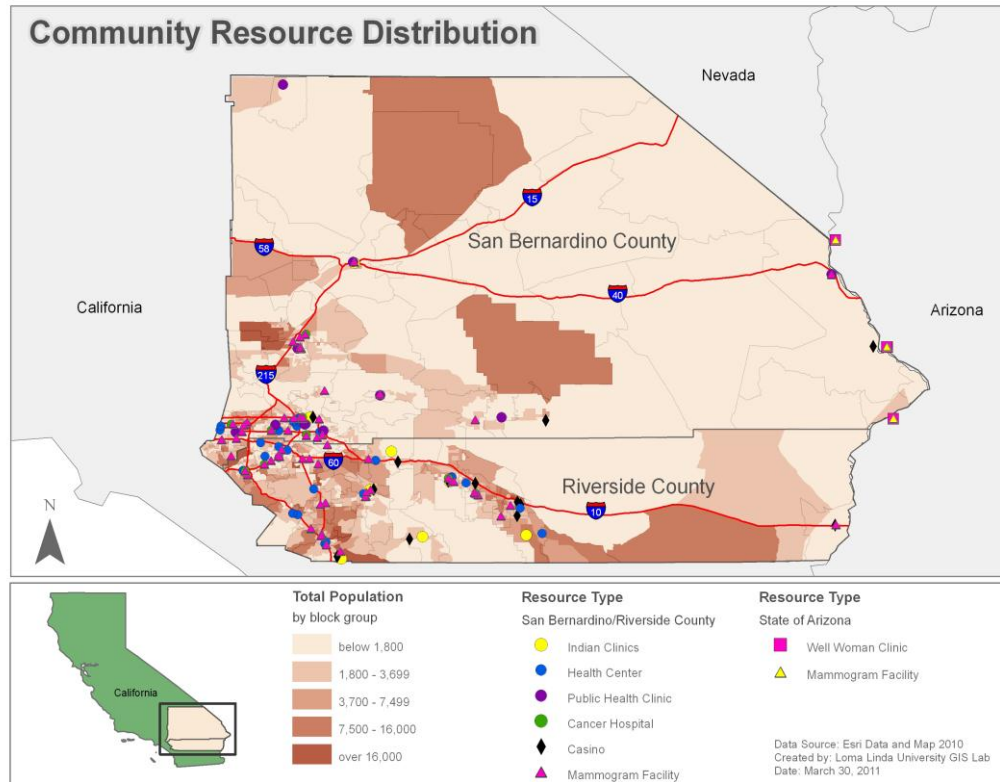 Community Resource Distribution
Nevada
15
San Bernardino County
58
40
California
Arizona
215
60
Riverside County
10
N
California
Total Population
by block group
below 1,800
1,800 - 3,699
3,700 - 7,499
7,500 - 16,000
over 16,000
Resource Type
San Bernardino/Riverside County
Indian Clinics
Health Center
Public Health Clinic
Cancer Hospital
Casino
Mammogram Facility
Resource Type
State of Arizona
Well Woman Clinic
Mammogram Facility
Data Source: Esri Data and Map 2010
Created by: Loma Linda University GIS Lab
Date: March 30, 2011